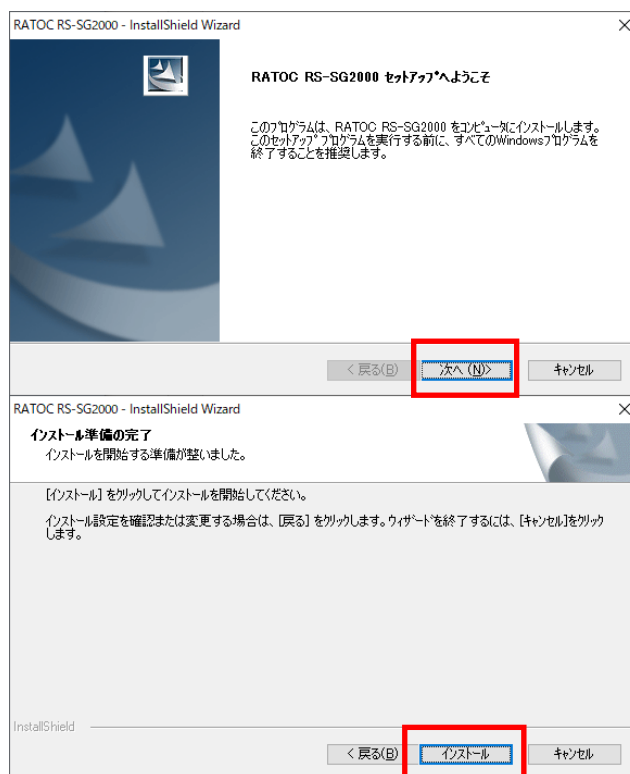 RATOC RS-SG2000 - InstallShield Wizard
RATOC RS-SG2000 ｾｯﾄｱｯﾌﾟへようこそ
このﾌﾟﾛｸﾞﾗﾑは、RATOC RS-SG2000 をｺﾝﾋﾟｭｰﾀにｲﾝｽﾄｰﾙします。
このｾｯﾄｱｯﾌﾟ ﾌﾟﾛｸﾞﾗﾑを実行する前に、すべてのWindowsﾌﾟﾛｸﾞﾗﾑを
終了することを推奨します。
< 戻る(B) 次へ (N)> ｷｬﾝｾﾙ
RATOC RS-SG2000 - InstallShield Wizard
ｲﾝｽﾄｰﾙ準備の完了
ｲﾝｽﾄｰﾙを開始する準備が整いました。
[ｲﾝｽﾄｰﾙ] をｸﾘｯｸしてｲﾝｽﾄｰﾙを開始してください。
ｲﾝｽﾄｰﾙ設定を確認または変更する場合は、[戻る] をｸﾘｯｸします。ｳｨｻﾞｰﾄﾞを終了するには、[ｷｬﾝｾﾙ]をｸﾘｯｸ
します。
InstallShield
< 戻る(B) ｲﾝｽﾄｰﾙ ｷｬﾝｾﾙ